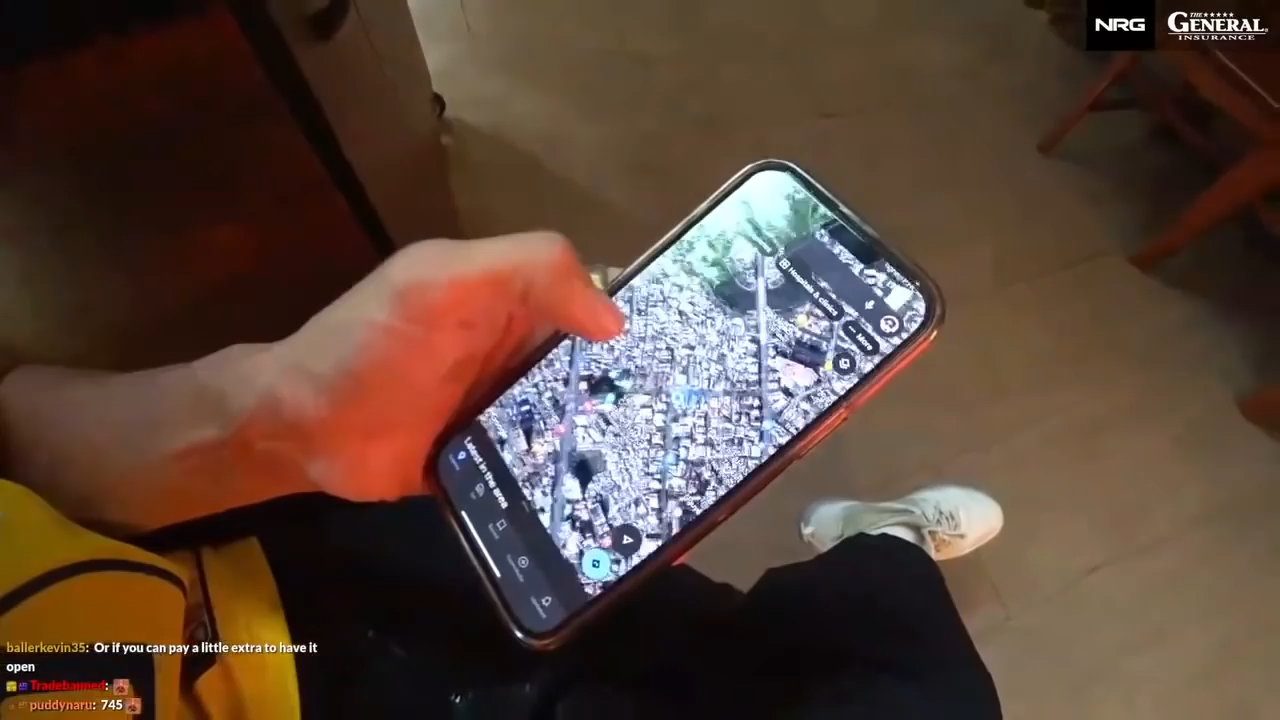 NRG
THE
GENERAL
INSURANCE
Hospitals & clinics
More
Latest in the area
ballerkevin35: Or if you can pay a little extra to have it
open
Tradebanned:
puddynaru: 745